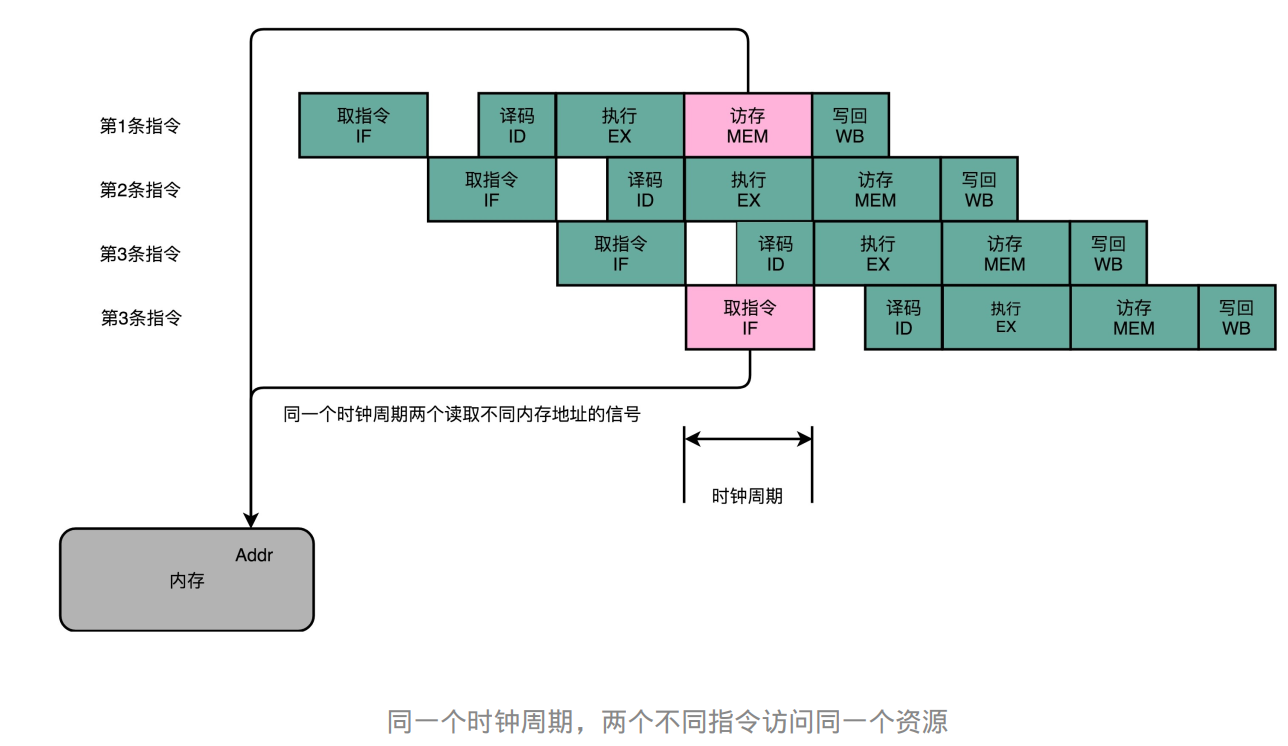 第1条指令
取指令
IF
译码
ID
执行
EX
访存
MEM
写回
WB
第2条指令
取指令
IF
译码
ID
执行
EX
访存
MEM
写回
WB
第3条指令
取指令
IF
译码
ID
执行
EX
访存
MEM
写回
WB
第3条指令
取指令
IF
译码
ID
执行
EX
访存
MEM
写回
WB
同一个时钟周期两个读取不同内存地址的信号
时钟周期
Addr
内存
同一个时钟周期，两个不同指令访问同一个资源